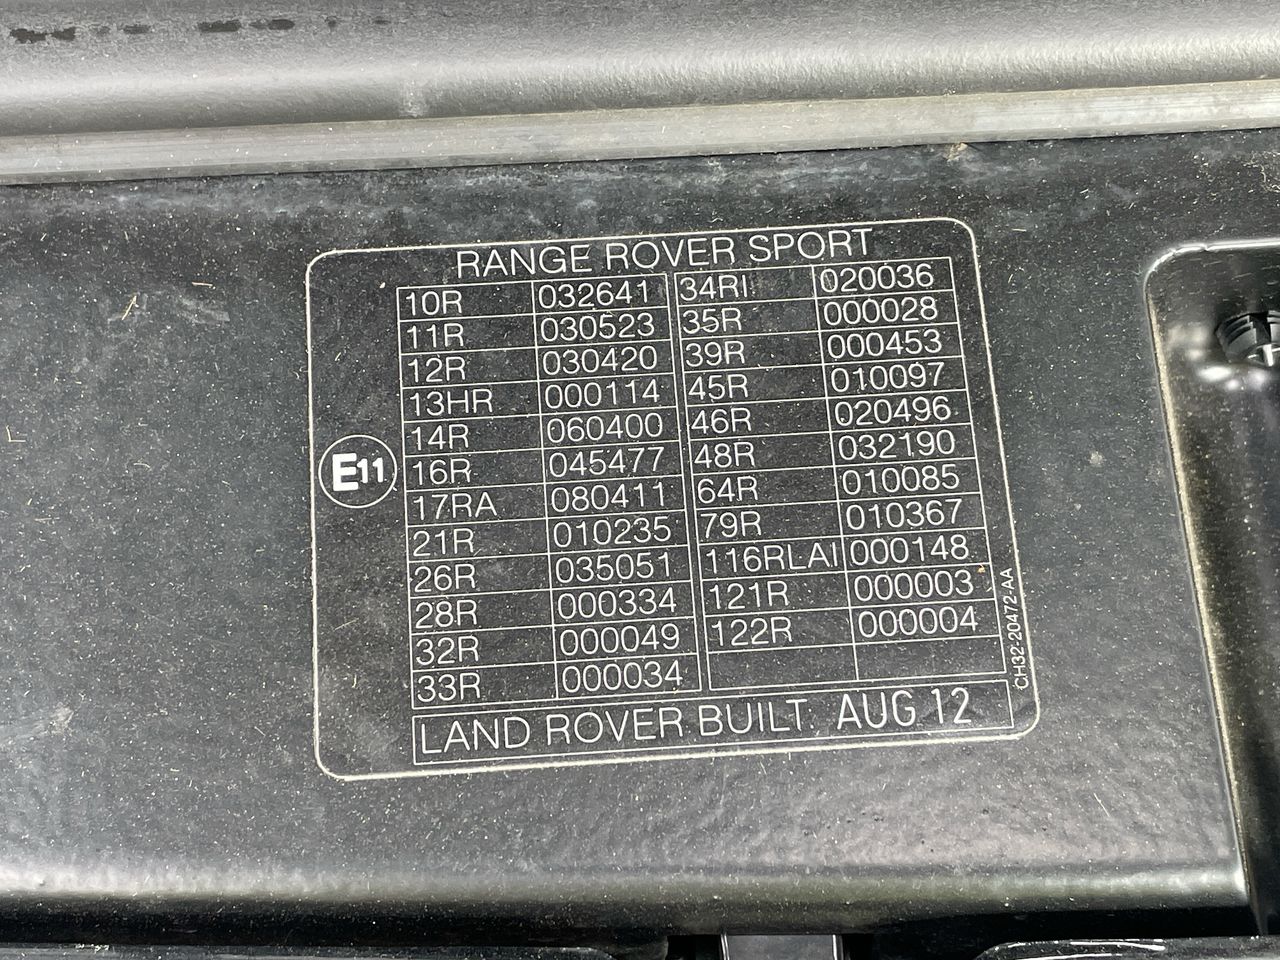 RANGE ROVER SPORT
10R 032641 34RI 020036
11R 030523 35R 000028
12R 030420 39R 000453
13HR 000114 45R 010097
14R 060400 46R 020496
16R 045477 48R 032190
17RA 080411 64R 010085
21R 010235 79R 010367
26R 035051 116RLAI 000148
28R 000334 121R 000003
32R 000049 122R 000004
33R 000034
LAND ROVER BUILT. AUG 12
E11
CH32-20472-AA